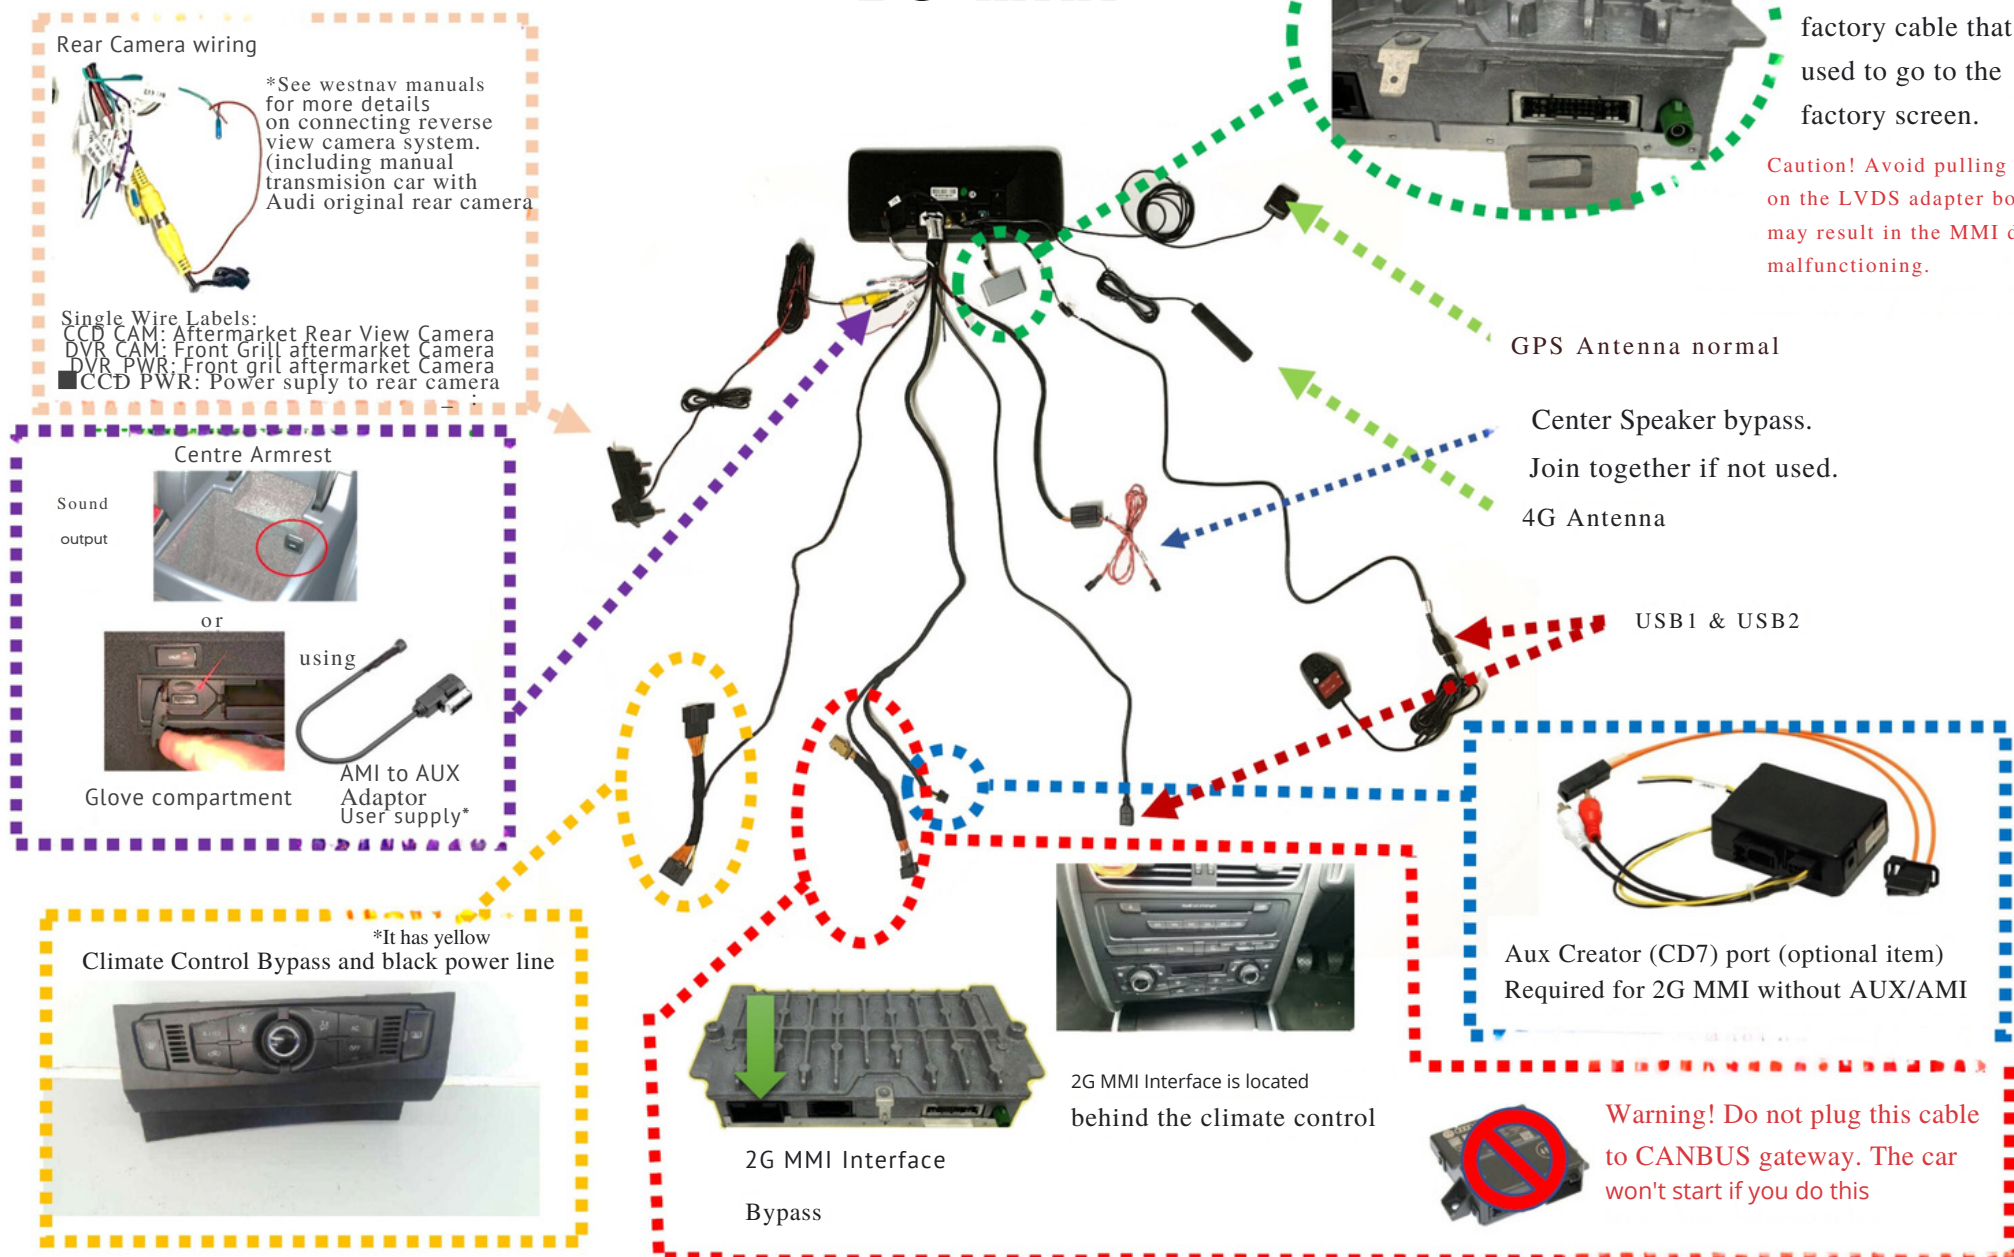 Rear Camera wiring
*See westnav manuals
for more details
on connecting reverse
view camera system.
(including manual
transmision car with
Audi original rear camera
Single Wire Labels:
CCD CAM: Aftermarket Rear View Camera
DVR CAM: Front Grill aftermarket Camera
DVR PWR: Front gril aftermarket Camera
CCD PWR: Power suply to rear camera
factory cable that
used to go to the
factory screen.
Caution! Avoid pulling
on the LVDS adapter
may result in the MMI
malfunctioning.
GPS Antenna normal
Center Speaker bypass.
Join together if not used.
4G Antenna
USB1 & USB2
Centre Armrest
Sound
output
or
using
Glove compartment
AMI to AUX
Adaptor
User supply*
*It has yellow
Climate Control Bypass and black power line
2G MMI Interface
Bypass
2G MMI Interface is located
behind the climate control
Aux Creator (CD7) port (optional item)
Required for 2G MMI without AUX/AMI
Warning! Do not plug this cable
to CANBUS gateway. The car
won't start if you do this